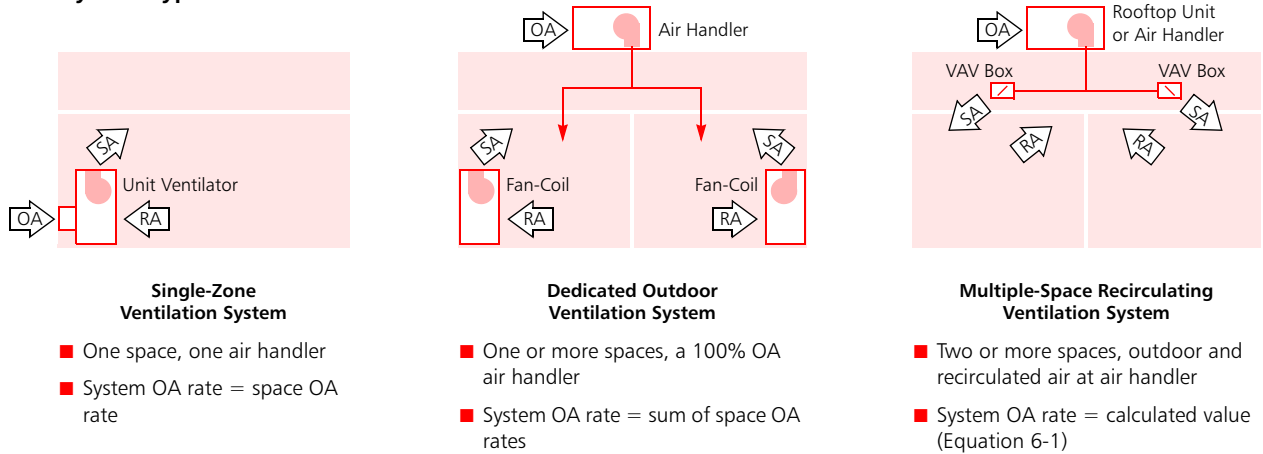 OA
Air Handler
OA
Rooftop Unit
or Air Handler
VAV Box
VAV Box
SA
SA
RA
RA
SA
Unit Ventilator
OA
RA
SA
SA
Fan-Coil
Fan-Coil
RA
RA
Single-Zone
Ventilation System
■ One space, one air handler
■ System OA rate = space OA
rate
Dedicated Outdoor
Ventilation System
■ One or more spaces, a 100% OA
air handler
■ System OA rate = sum of space OA
rates
Multiple-Space Recirculating
Ventilation System
■ Two or more spaces, outdoor and
recirculated air at air handler
■ System OA rate = calculated value
(Equation 6-1)